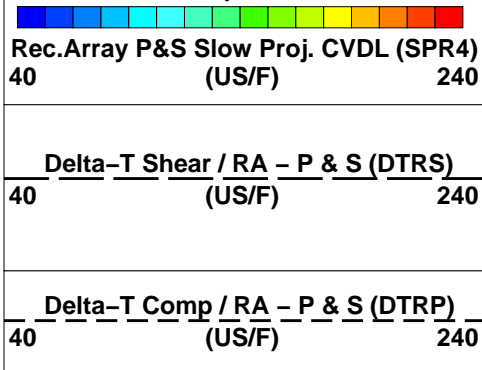 Rec.Array P&S Slow Proj. CVDL (SPR4)
40 (US/F) 240
Delta–T Shear / RA – P & S (DTRS)
40 (US/F) 240
Delta–T Comp / RA – P & S (DTRP)
40 (US/F) 240